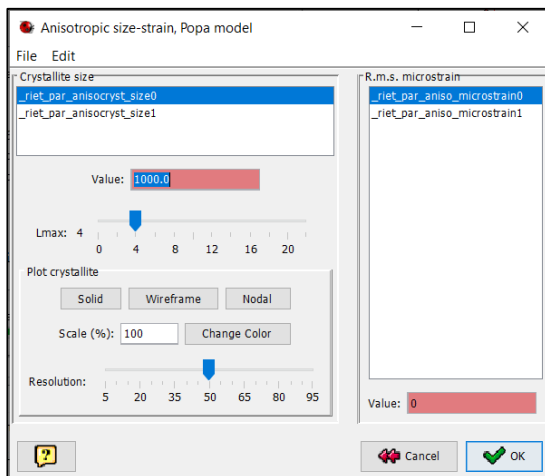 Anisotropic size-strain, Popa model
File Edit
Crystallite size
_riet_par_anisocryst_size0
_riet_par_anisocryst_size1
Value: 1000.0
Lmax: 4
0 4 8 12 16 20
Plot crystallite
Solid Wireframe Nodal
Scale (%): 100 Change Color
Resolution:
5 20 35 50 65 80 95
R.m.s. microstrain
_riet_par_aniso_microstrain0
_riet_par_aniso_microstrain1
Value: 0
? Cancel OK